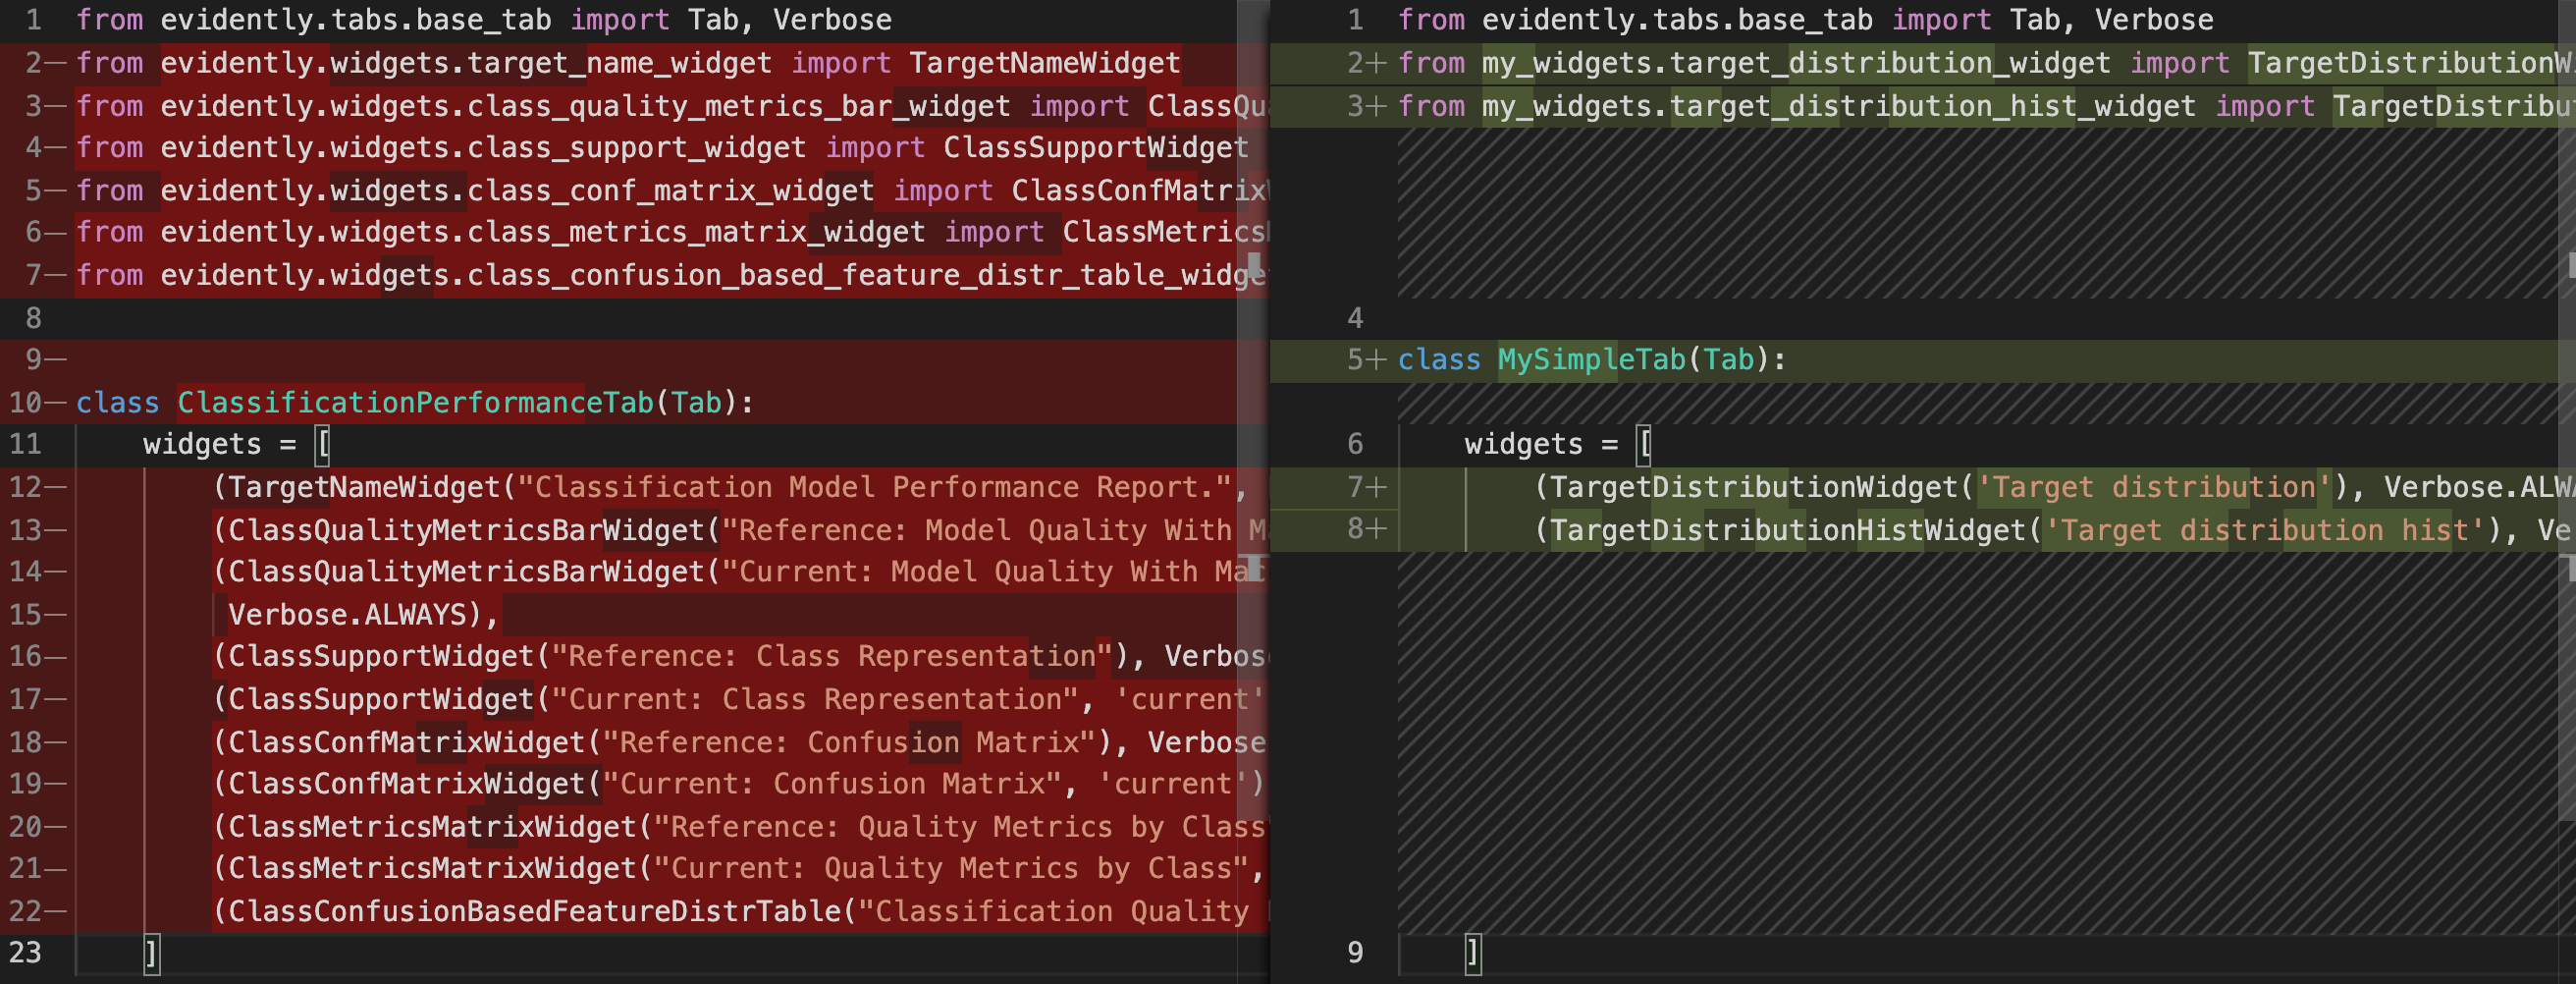 1 from evidently.tabs.base_tab import Tab, Verbose
2— from evidently.widgets.target_name_widget import TargetNameWidget
3— from evidently.widgets.class_quality_metrics_bar_widget import ClassQu
4— from evidently.widgets.class_support_widget import ClassSupportWidget
5— from evidently.widgets.class_conf_matrix_widget import ClassConfMatrix
6— from evidently.widgets.class_metrics_matrix_widget import ClassMetrics
7— from evidently.widgets.class_confusion_based_feature_distr_table_widge
8
9—
10— class ClassificationPerformanceTab(Tab):
11 widgets = [
12— (TargetNameWidget("Classification Model Performance Report.",
13— (ClassQualityMetricsBarWidget("Reference: Model Quality With M
14— (ClassQualityMetricsBarWidget("Current: Model Quality With Mac
15— Verbose.ALWAYS),
16— (ClassSupportWidget("Reference: Class Representation"), Verbos
17— (ClassSupportWidget("Current: Class Representation", 'current'
18— (ClassConfMatrixWidget("Reference: Confusion Matrix"), Verbose
19— (ClassConfMatrixWidget("Current: Confusion Matrix", 'current')
20— (ClassMetricsMatrixWidget("Reference: Quality Metrics by Class
21— (ClassMetricsMatrixWidget("Current: Quality Metrics by Class",
22— (ClassConfusionBasedFeatureDistrTable("Classification Quality
23 ]
1 from evidently.tabs.base_tab import Tab, Verbose
2+ from my_widgets.target_distribution_widget import TargetDistributionW
3+ from my_widgets.target_distribution_hist_widget import TargetDistribu
4
5+ class MySimpleTab(Tab):
6 widgets = [
7+ (TargetDistributionWidget('Target distribution'), Verbose.ALWA
8+ (TargetDistributionHistWidget('Target distribution hist'), Ve
9 ]